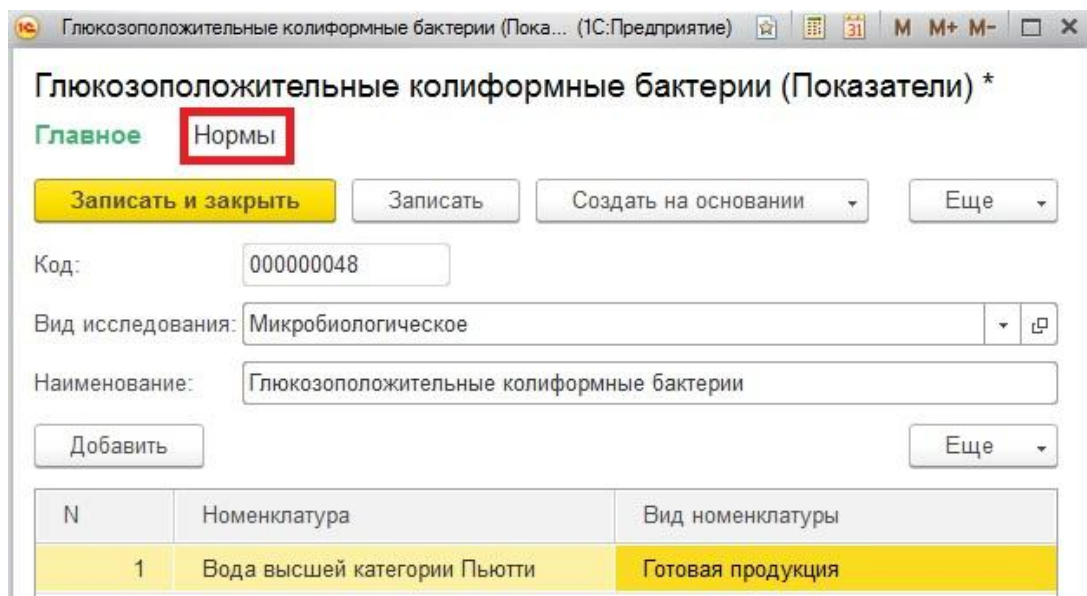 1С Глюкозоположительные колиформные бактерии (Пока... (1С:Предприятие) 31 M M+ M-
Глюкозоположительные колиформные бактерии (Показатели) *
Главное Нормы
Записать и закрыть Записать Создать на основании Еще
Код: 000000048
Вид исследования: Микробиологическое
Наименование: Глюкозоположительные колиформные бактерии
Добавить Еще
N Номенклатура Вид номенклатуры
1 Вода высшей категории Пьютти Готовая продукция